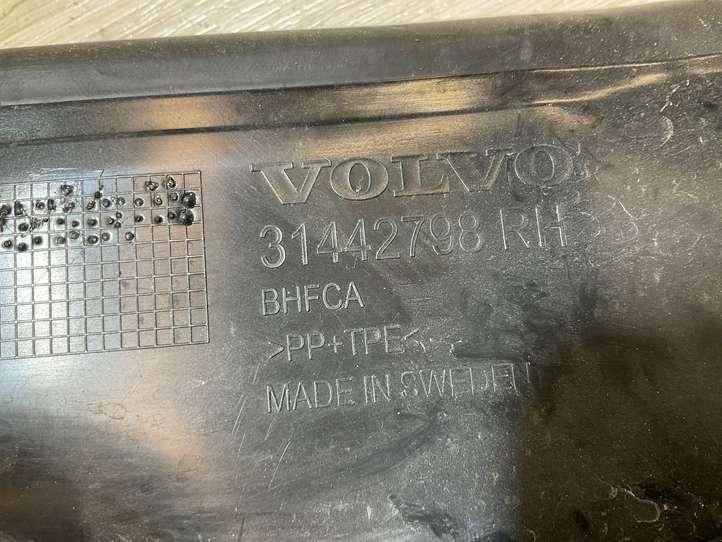 VOLVO
31442798 RH
BHFCA
>PP+TPE<
MADE IN SWEDEN